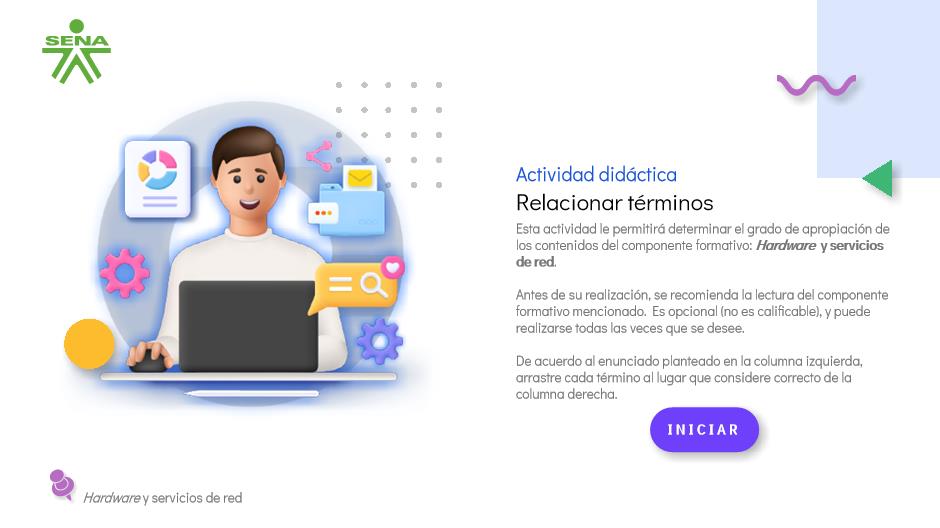 SENA
Actividad didáctica
Relacionar términos
Esta actividad le permitirá determinar el grado de apropiación de
los contenidos del componente formativo: Hardware y servicios
de red.
Antes de su realización, se recomienda la lectura del componente
formativo mencionado. Es opcional (no es calificable), y puede
realizarse todas las veces que se desee.
De acuerdo al enunciado planteado en la columna izquierda,
arrastre cada término al lugar que considere correcto de la
columna derecha.
INICIAR
Hardware y servicios de red